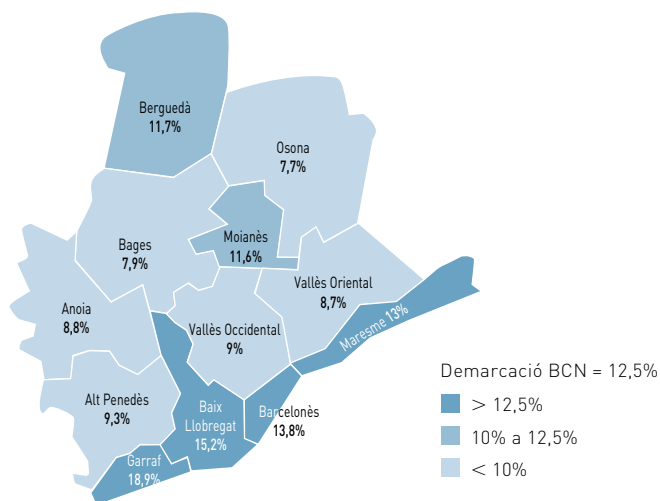 Berguedà
11,7%
Osona
7,7%
Moianès
11,6%
Bages
7,9%
Vallès Oriental
8,7%
Anoia
8,8%
Vallès Occidental
9%
Maresme 13%
Alt Penedès
9,3%
Baix
Llobregat
15,2%
Barcelonès
13,8%
Garraf
18,9%
Demarcació BCN = 12,5%
> 12,5%
10% a 12,5%
< 10%